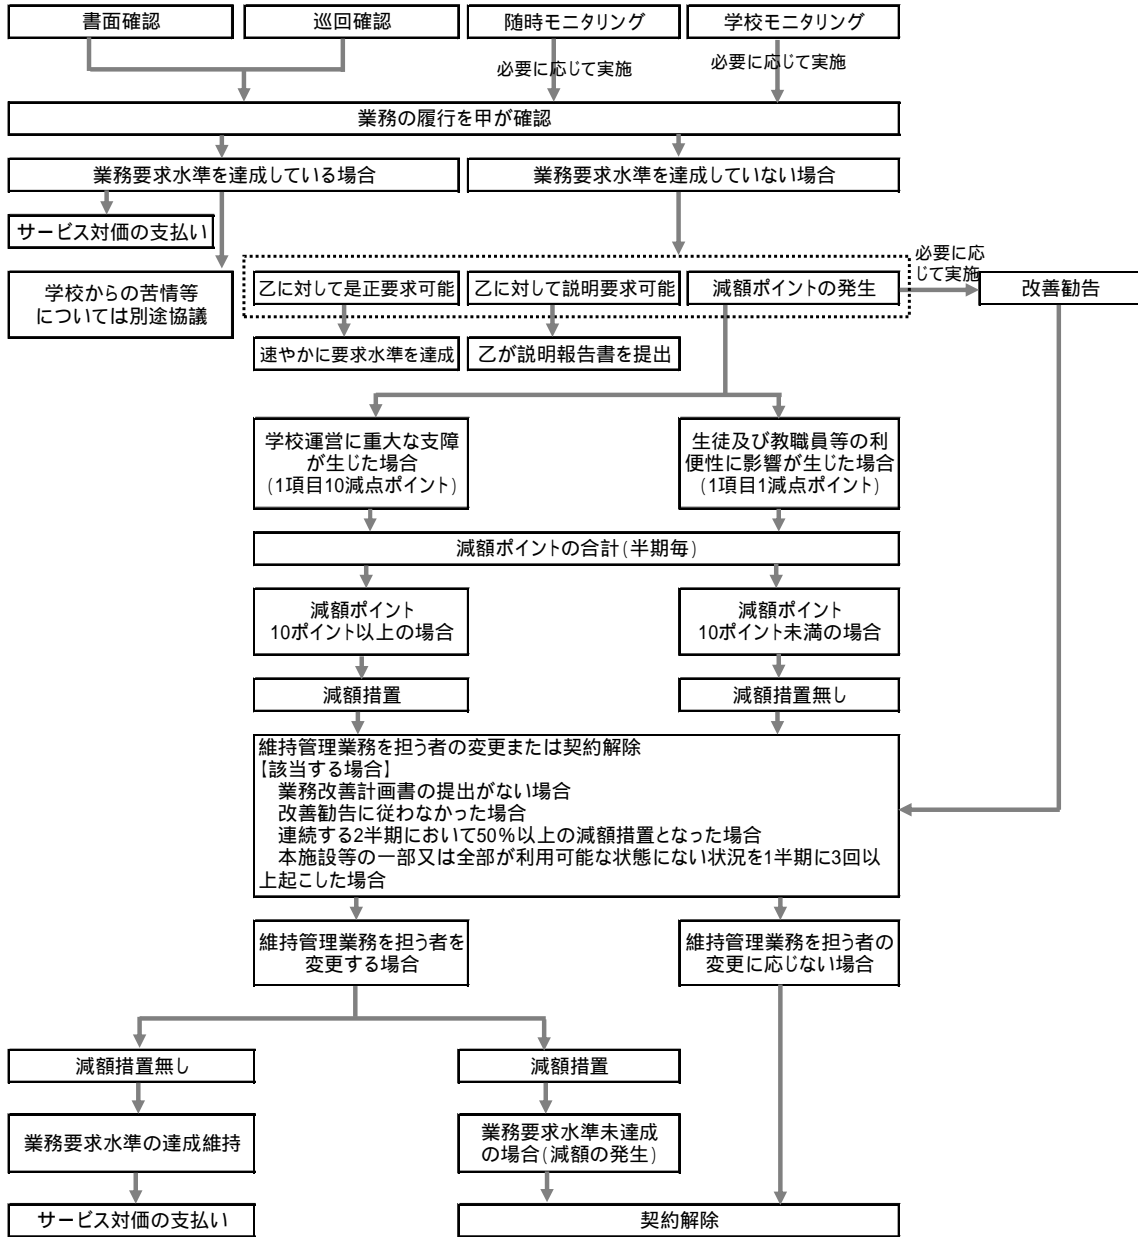 書面確認
巡回確認
随時モニタリング
学校モニタリング
必要に応じて実施
必要に応じて実施
業務の履行を甲が確認
業務要求水準を達成している場合
業務要求水準を達成していない場合
サービス対価の支払い
学校からの苦情等
については別途協議
必要に応
じて実施
乙に対して是正要求可能
乙に対して説明要求可能
減額ポイントの発生
改善勧告
速やかに要求水準を達成
乙が説明報告書を提出
学校運営に重大な支障
が生じた場合
(1項目10減点ポイント)
生徒及び教職員等の利
便性に影響が生じた場合
(1項目1減点ポイント)
減額ポイントの合計(半期毎)
減額ポイント
10ポイント以上の場合
減額ポイント
10ポイント未満の場合
減額措置
減額措置無し
維持管理業務を担う者の変更または契約解除
【該当する場合】
業務改善計画書の提出がない場合
改善勧告に従わなかった場合
連続する2半期において50%以上の減額措置となった場合
本施設等の一部又は全部が利用可能な状態にない状況を1半期に3回以
上起こした場合
維持管理業務を担う者を
変更する場合
維持管理業務を担う者の
変更に応じない場合
減額措置無し
減額措置
業務要求水準の達成維持
業務要求水準未達成
の場合(減額の発生)
サービス対価の支払い
契約解除